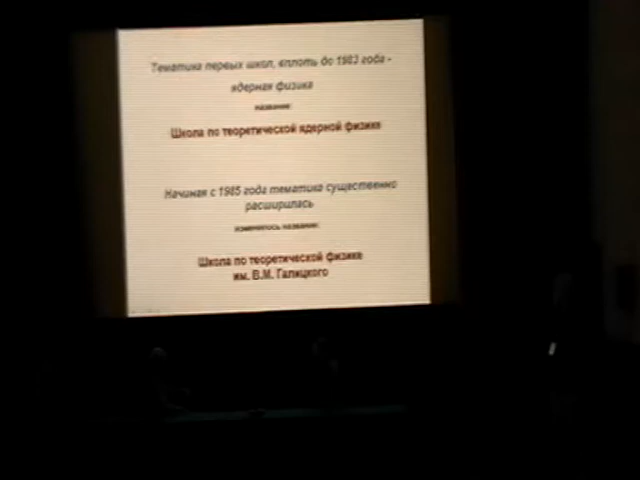 Тематика первых школ, вплоть до 1983 года -
ядерная физика
название:
Школа по теоретической ядерной физике
Начиная с 1985 года тематика существенно
расширилась
изменилось название:
Школа по теоретической физике
им. В.М. Галицкого